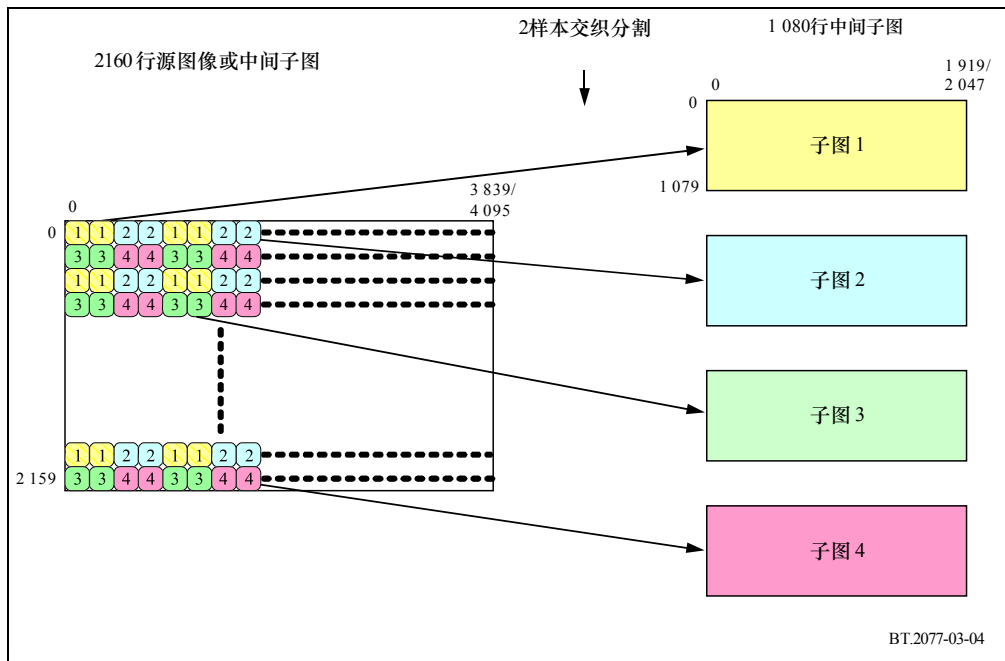 2样本交织分割
1 080行中间子图
2160 行源图像或中间子图
1 919/
2 047
0
0
子图 1
1 079
3 839/
4 095
0
0
1 1 2 2 1 1 2 2
3 3 4 4 3 3 4 4
1 1 2 2 1 1 2 2
3 3 4 4 3 3 4 4
子图 2
子图 3
1 1 2 2 1 1 2 2
2 159
3 3 4 4 3 3 4 4
子图 4
BT.2077-03-04